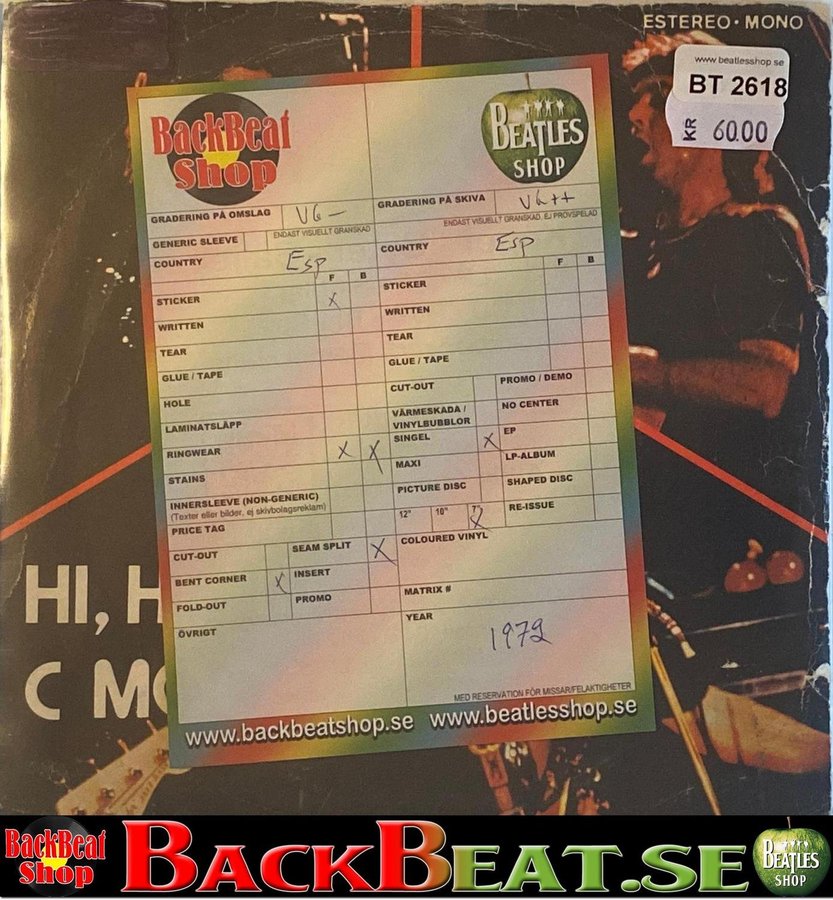 ESTEREO · MONO
www.beatlesshop.se
BT 2618
KR 60.00
BackBeat
Shop
BEATLES
SHOP
GRADERING PÅ OMSLAG VG-
GRADERING PÅ SKIVA VG++
GENERIC SLEEVE
ENDAST VISUELLT GRANSKAD
ENDAST VISUELLT GRANSKAD, EJ PROVSPELAD
COUNTRY Esp
COUNTRY Esp
F B
F B
STICKER X
STICKER
WRITTEN
WRITTEN
TEAR
TEAR
GLUE / TAPE
GLUE / TAPE
HOLE
CUT-OUT
PROMO / DEMO
LAMINATSLÄPP
VÄRMESKADA /
VINYLBUBBLOR
NO CENTER
RINGWEAR X X
SINGEL X
EP
STAINS
MAXI
LP-ALBUM
INNERSLEEVE (NON-GENERIC)
(Texter eller bilder, ej skivbolagsreklam)
PICTURE DISC
SHAPED DISC
PRICE TAG
12" 10" 7"
RE-ISSUE
CUT-OUT
SEAM SPLIT X
COLOURED VINYL
BENT CORNER X
INSERT
FOLD-OUT
PROMO
MATRIX #
ÖVRIGT
YEAR
1972
MED RESERVATION FÖR MISSAR/FELAKTIGHETER
www.backbeatshop.se www.beatlesshop.se
HI, H
C MO
BackBeat
Shop
BACKBEAT.SE
BEATLES
SHOP